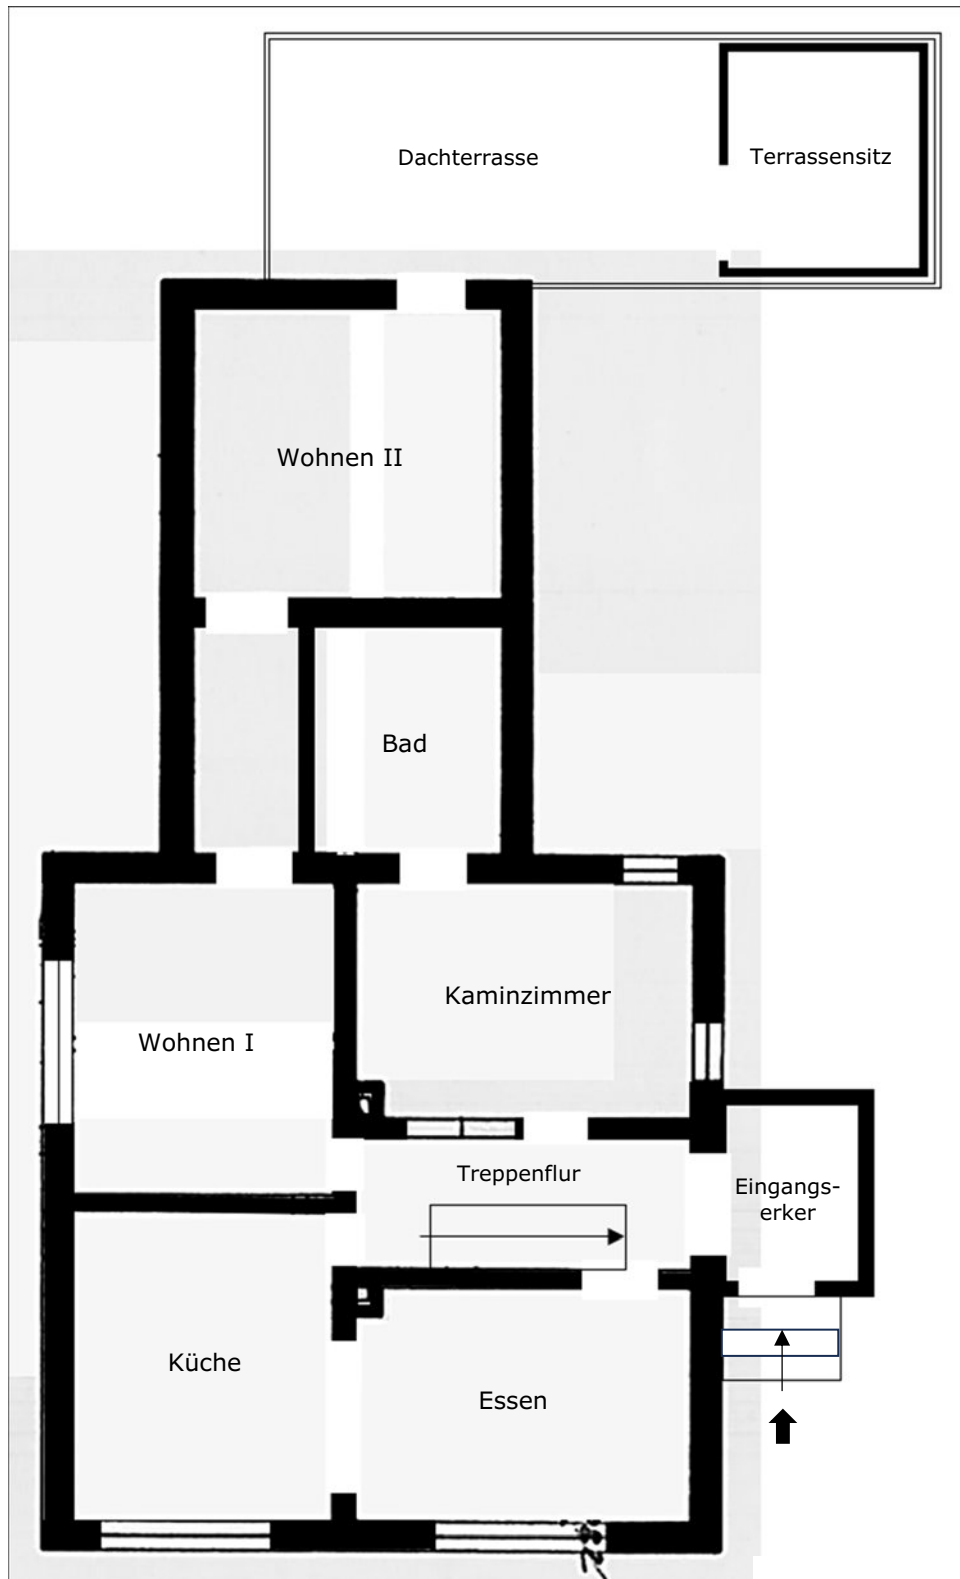 Dachterrasse
Terrassensitz
Wohnen II
Bad
Kaminzimmer
Wohnen I
Treppenflur
Eingangs-
erker
Küche
Essen